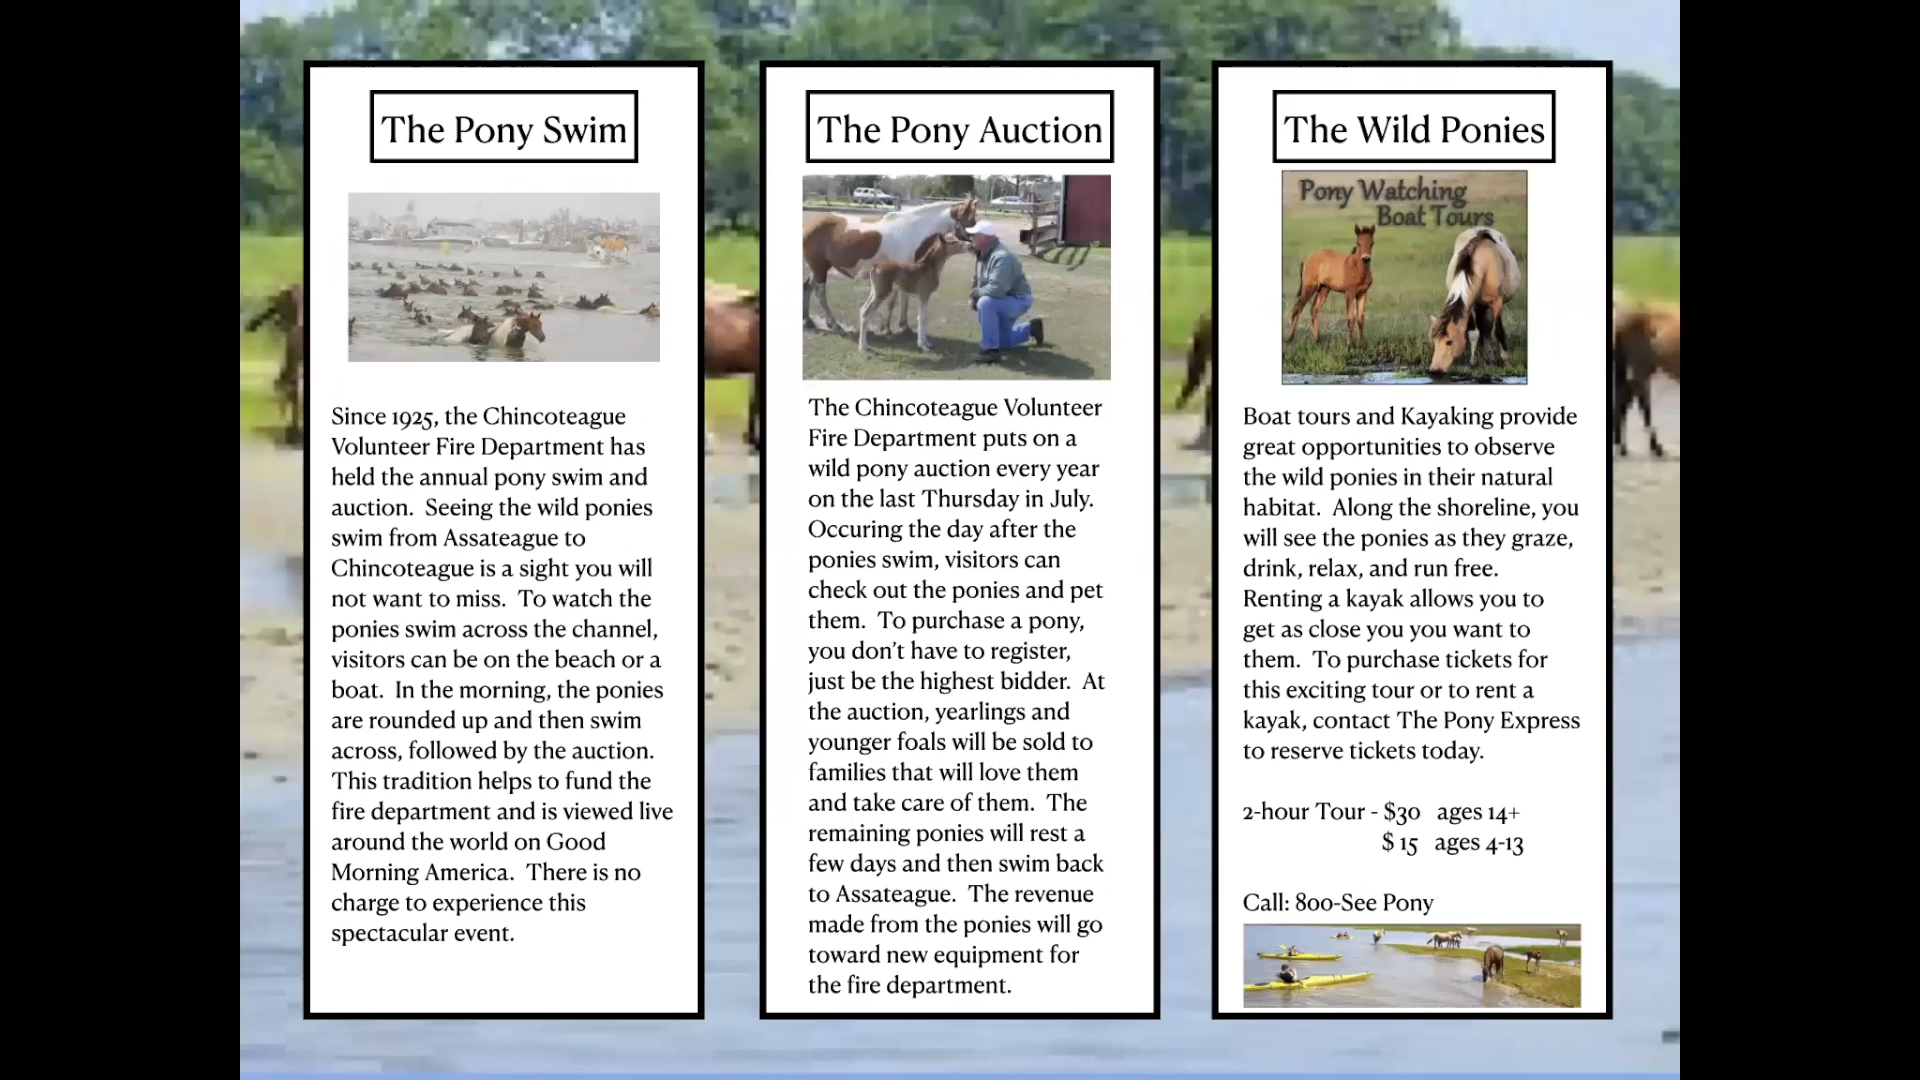 The Pony Swim
Since 1925, the Chincoteague
Volunteer Fire Department has
held the annual pony swim and
auction.  Seeing the wild ponies
swim from Assateague to
Chincoteague is a sight you will
not want to miss.  To watch the
ponies swim across the channel,
visitors can be on the beach or a
boat.  In the morning, the ponies
are rounded up and then swim
across, followed by the auction.
This tradition helps to fund the
fire department and is viewed live
around the world on Good
Morning America.  There is no
charge to experience this
spectacular event.
The Pony Auction
The Chincoteague Volunteer
Fire Department puts on a
wild pony auction every year
on the last Thursday in July.
Occuring the day after the
ponies swim, visitors can
check out the ponies and pet
them.  To purchase a pony,
you don’t have to register,
just be the highest bidder.  At
the auction, yearlings and
younger foals will be sold to
families that will love them
and take care of them.  The
remaining ponies will rest a
few days and then swim back
to Assateague.  The revenue
made from the ponies will go
toward new equipment for
the fire department.
The Wild Ponies
Pony Watching
Boat Tours
Boat tours and Kayaking provide
great opportunities to observe
the wild ponies in their natural
habitat.  Along the shoreline, you
will see the ponies as they graze,
drink, relax, and run free.
Renting a kayak allows you to
get as close you you want to
them.  To purchase tickets for
this exciting tour or to rent a
kayak, contact The Pony Express
to reserve tickets today.
2-hour Tour - $30   ages 14+
$ 15   ages 4-13
Call: 800-See Pony